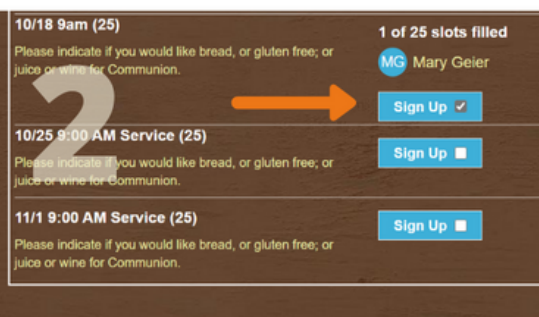 10/18 9am (25)
Please indicate if you would like bread, or gluten free; or
juice or wine for Communion.
1 of 25 slots filled
MG Mary Geier
Sign Up
2
10/25 9:00 AM Service (25)
Please indicate if you would like bread, or gluten free; or
juice or wine for Communion.
Sign Up
11/1 9:00 AM Service (25)
Please indicate if you would like bread, or gluten free; or
juice or wine for Communion.
Sign Up